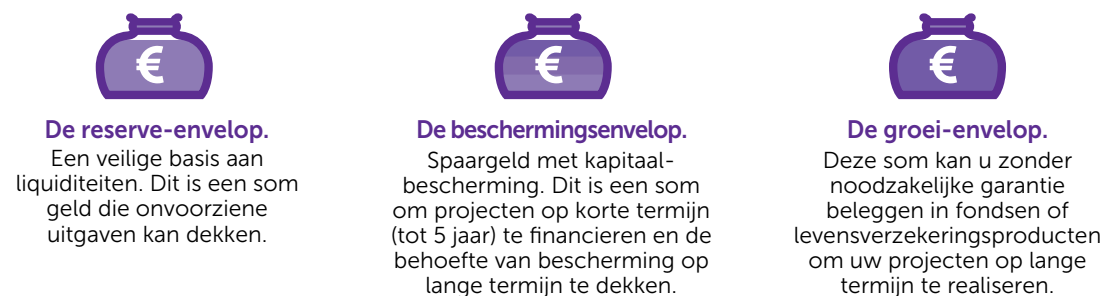 €
De reserve-envelop.
Een veilige basis aan
liquiditeiten. Dit is een som
geld die onvoorziene
uitgaven kan dekken.
€
De beschermingsenvelop.
Spaargeld met kapitaal-
bescherming. Dit is een som
om projecten op korte termijn
(tot 5 jaar) te financieren en de
behoefte van bescherming op
lange termijn te dekken.
€
De groei-envelop.
Deze som kan u zonder
noodzakelijke garantie
beleggen in fondsen of
levensverzekeringsproducten
om uw projecten op lange
termijn te realiseren.